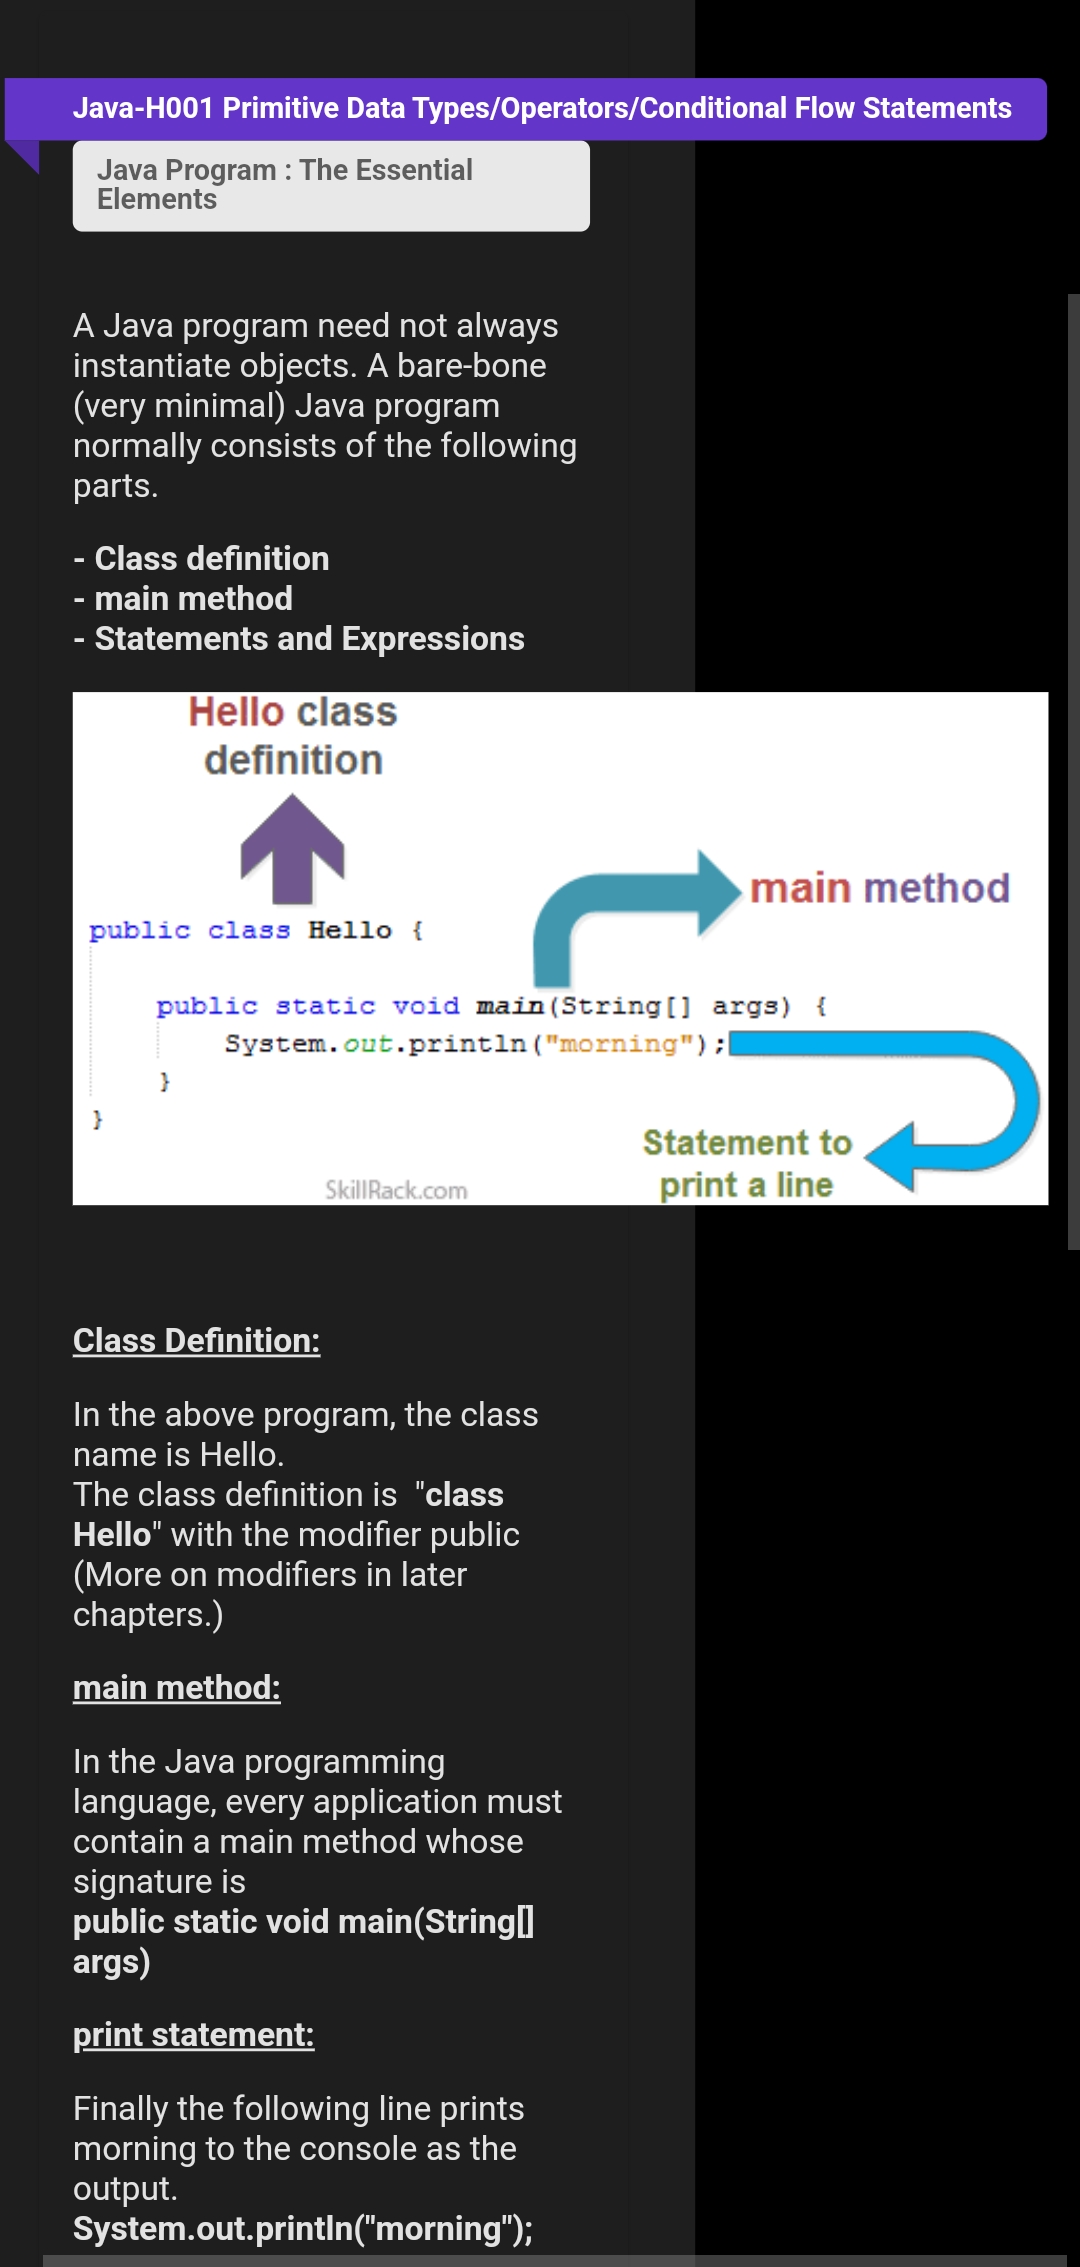 Java-H001 Primitive Data Types/Operators/Conditional Flow Statements
Java Program : The Essential
Elements
A Java program need not always
instantiate objects. A bare-bone
(very minimal) Java program
normally consists of the following
parts.
- Class definition
- main method
- Statements and Expressions
Hello class
definition
main method
public class Hello {
public static void main(String[] args) {
System.out.println("morning");
}
}
Statement to
print a line
SkillRack.com
Class Definition:
In the above program, the class
name is Hello.
The class definition is  "class
Hello" with the modifier public
(More on modifiers in later
chapters.)
main method:
In the Java programming
language, every application must
contain a main method whose
signature is
public static void main(String[]
args)
print statement:
Finally the following line prints
morning to the console as the
output.
System.out.println("morning");